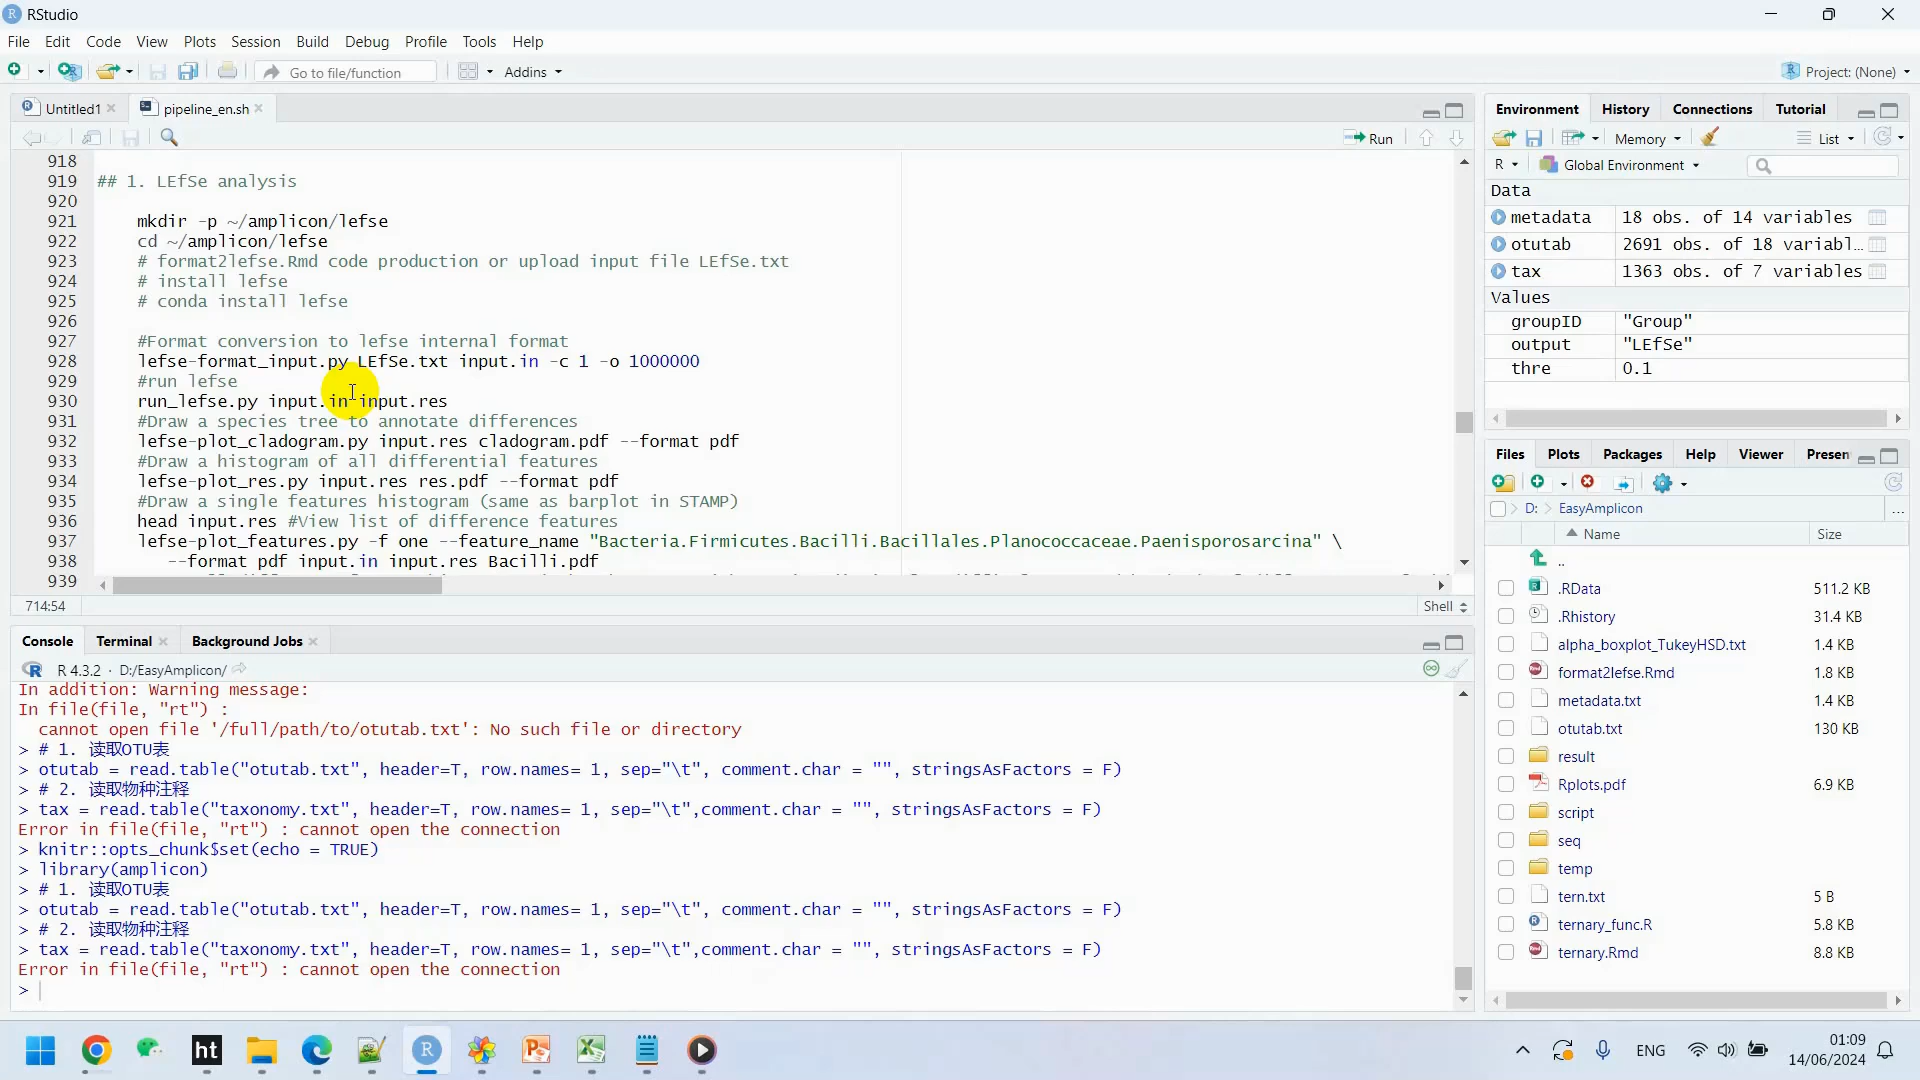 RStudio
File Edit Code View Plots Session Build Debug Profile Tools Help
Go to file/function Addins Project: (None)
Untitled1 pipeline_en.sh
Run
918
919 ## 1. LEfSe analysis
920
921 mkdir -p ~/amplicon/lefse
922 cd ~/amplicon/lefse
923 # format2lefse.Rmd code production or upload input file LEfSe.txt
924 # install lefse
925 # conda install lefse
926
927 #Format conversion to lefse internal format
928 lefse-format_input.py LEfSe.txt input.in -c 1 -o 1000000
929 #run lefse
930 run_lefse.py input.in input.res
931 #Draw a species tree to annotate differences
932 lefse-plot_cladogram.py input.res cladogram.pdf --format pdf
933 #Draw a histogram of all differential features
934 lefse-plot_res.py input.res res.pdf --format pdf
935 #Draw a single features histogram (same as barplot in STAMP)
936 head input.res #View list of difference features
937 lefse-plot_features.py -f one --feature_name "Bacteria.Firmicutes.Bacilli.Bacillales.Planococcaceae.Paenisporosarcina" \
938 --format pdf input.in input.res Bacilli.pdf
939
714:54 Shell
Console Terminal Background Jobs
R 4.3.2 · D:/EasyAmplicon/
In addition: Warning message:
In file(file, "rt") :
cannot open file '/full/path/to/otutab.txt': No such file or directory
> # 1. 读取OTU表
> otutab = read.table("otutab.txt", header=T, row.names= 1, sep="\t", comment.char = "", stringsAsFactors = F)
> # 2. 读取物种注释
> tax = read.table("taxonomy.txt", header=T, row.names= 1, sep="\t",comment.char = "", stringsAsFactors = F)
Error in file(file, "rt") : cannot open the connection
> knitr::opts_chunk$set(echo = TRUE)
> library(amplicon)
> # 1. 读取OTU表
> otutab = read.table("otutab.txt", header=T, row.names= 1, sep="\t", comment.char = "", stringsAsFactors = F)
> # 2. 读取物种注释
> tax = read.table("taxonomy.txt", header=T, row.names= 1, sep="\t",comment.char = "", stringsAsFactors = F)
Error in file(file, "rt") : cannot open the connection
>
Environment History Connections Tutorial
Memory List
R Global Environment
Data
metadata 18 obs. of 14 variables
otutab 2691 obs. of 18 variabl…
tax 1363 obs. of 7 variables
Values
groupID "Group"
output "LEfSe"
thre 0.1
Files Plots Packages Help Viewer Presen
D: EasyAmplicon ...
Name Size
..
.RData 511.2 KB
.Rhistory 31.4 KB
alpha_boxplot_TukeyHSD.txt 1.4 KB
format2lefse.Rmd 1.8 KB
metadata.txt 1.4 KB
otutab.txt 130 KB
result
Rplots.pdf 6.9 KB
script
seq
temp
tern.txt 5 B
ternary_func.R 5.8 KB
ternary.Rmd 8.8 KB
ht
ENG
01:09
14/06/2024